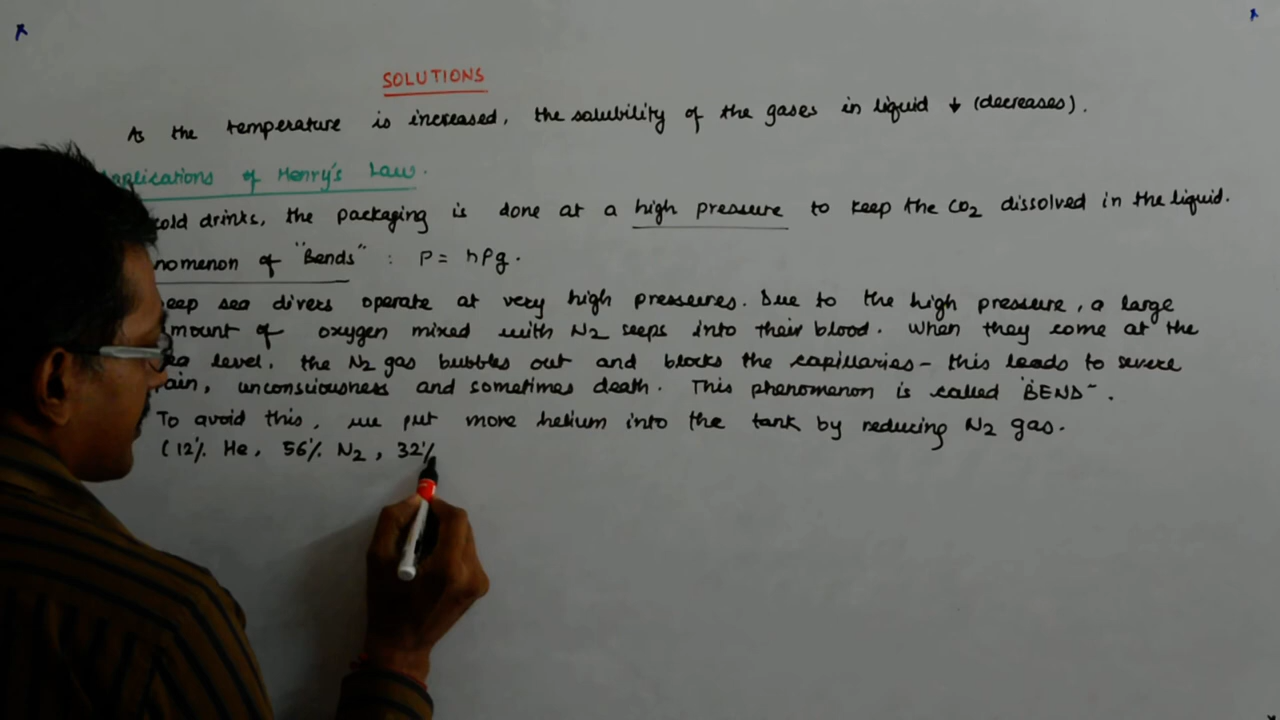 SOLUTIONS
As the temperature is increased, the solubility of the gases in liquid ↓ (decreases).
Applications of Henry's Law.
cold drinks, the packaging is done at a high pressure to keep the CO2 dissolved in the liquid.
nomenon of "Bends" : P = hρg.
eep sea divers operate at very high pressures. Due to the high pressure, a large
mount of oxygen mixed with N2 seeps into their blood. When they come at the
level, the N2 gas bubbles out and blocks the capillaries - this leads to severe
ain, unconsciousness and sometimes death. This phenomenon is called "BEND".
To avoid this, we put more helium into the tank by reducing N2 gas.
(12% He, 56% N2, 32%